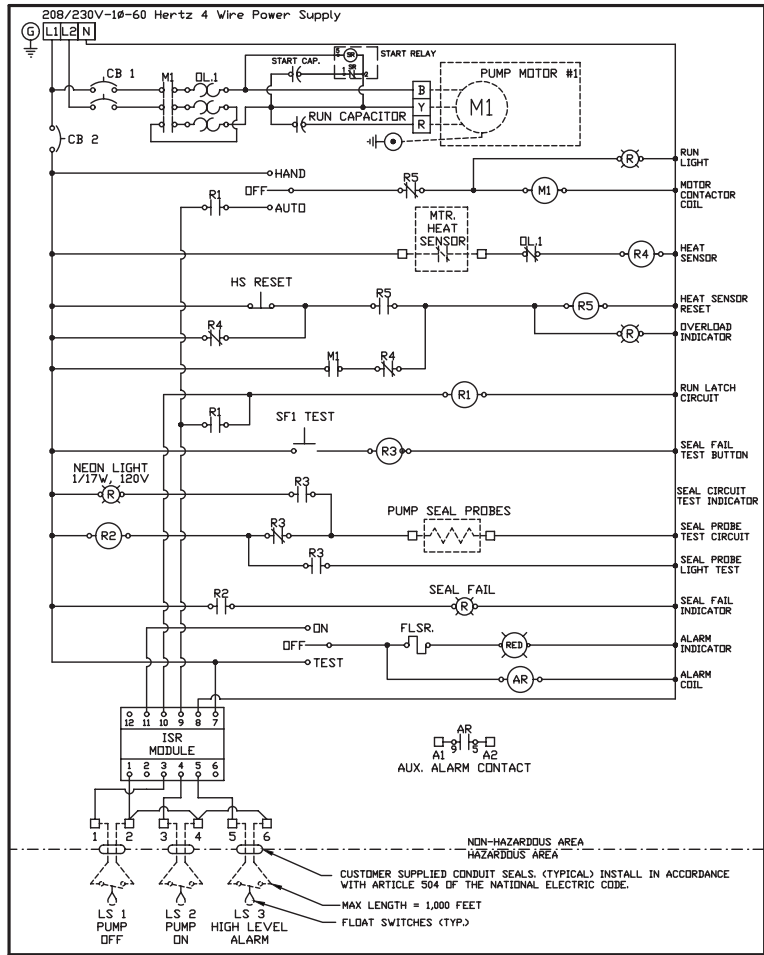 208/230V-1Ø-60 Hertz 4 Wire Power Supply
G L1 L2 N
CB 1
M1
OL1
START CAP.
5
SR
SR
1 2
START RELAY
PUMP MOTOR #1
B
Y
R
M1
RUN CAPACITOR
CB 2
HAND
OFF
AUTO
R1
R5
R
RUN
LIGHT
M1
MOTOR
CONTACTOR
COIL
MTR.
HEAT
SENSOR
OL1
R4
HEAT
SENSOR
HS RESET
R5
R5
HEAT SENSOR
RESET
R4
R
OVERLOAD
INDICATOR
M1
R4
R1
RUN LATCH
CIRCUIT
R1
SF1 TEST
R3
SEAL FAIL
TEST BUTTON
NEON LIGHT
1/17W, 120V
R
R3
SEAL CIRCUIT
TEST INDICATOR
R2
R3
PUMP SEAL PROBES
SEAL PROBE
TEST CIRCUIT
R3
SEAL PROBE
LIGHT TEST
R2
SEAL FAIL
R
SEAL FAIL
INDICATOR
ON
OFF
TEST
FLSR.
RED
ALARM
INDICATOR
AR
ALARM
COIL
12 11 10 9 8 7
ISR
MODULE
1 2 3 4 5 6
AR
A1 9 5 A2
AUX. ALARM CONTACT
1 2 3 4 5 6
NON-HAZARDOUS AREA
HAZARDOUS AREA
CUSTOMER SUPPLIED CONDUIT SEALS. (TYPICAL) INSTALL IN ACCORDANCE
WITH ARTICLE 504 OF THE NATIONAL ELECTRIC CODE.
MAX LENGTH = 1,000 FEET
FLOAT SWITCHES (TYP.)
LS 1
PUMP
OFF
LS 2
PUMP
ON
LS 3
HIGH LEVEL
ALARM